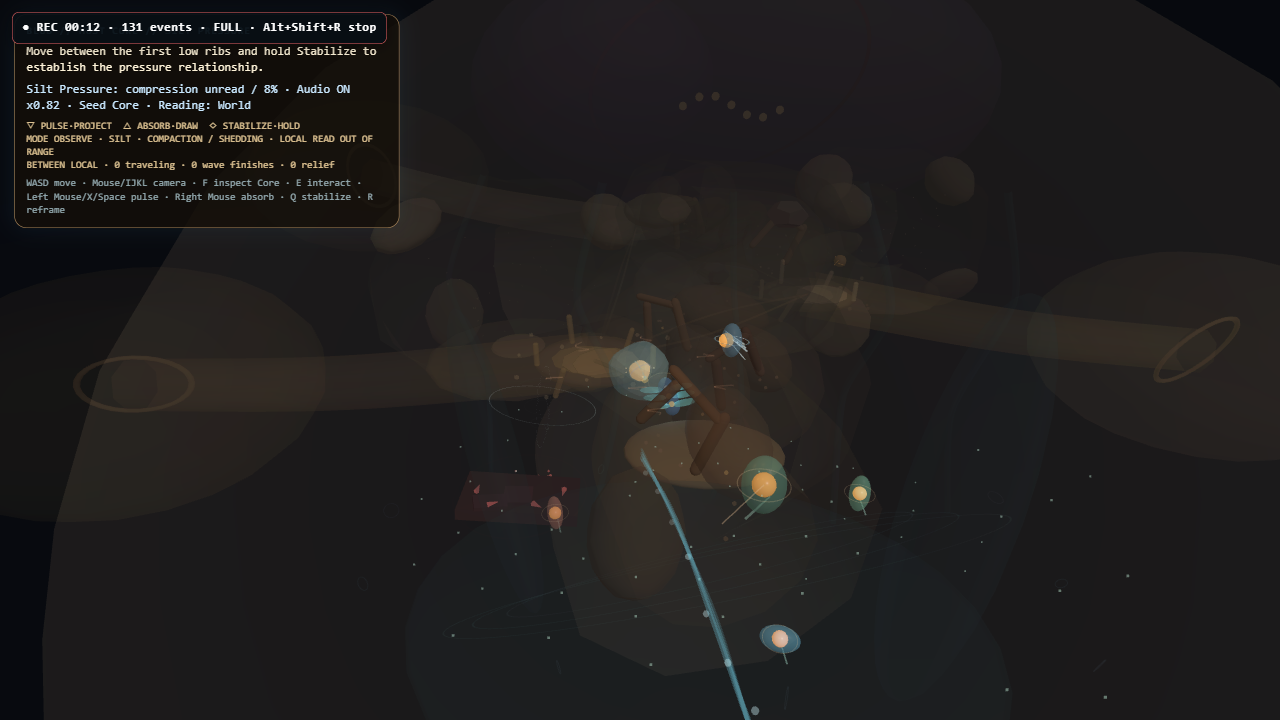 ● REC 00:12 · 131 events · FULL · Alt+Shift+R stop
Move between the first low ribs and hold Stabilize to
establish the pressure relationship.
Silt Pressure: compression unread / 8% · Audio ON
x0.82 · Seed Core · Reading: World
▽ PULSE·PROJECT △ ABSORB·DRAW ◇ STABILIZE·HOLD
MODE OBSERVE · SILT · COMPACTION / SHEDDING · LOCAL READ OUT OF
RANGE
BETWEEN LOCAL · 0 traveling · 0 wave finishes · 0 relief
WASD move · Mouse/IJKL camera · F inspect Core · E interact ·
Left Mouse/X/Space pulse · Right Mouse absorb · Q stabilize · R
reframe